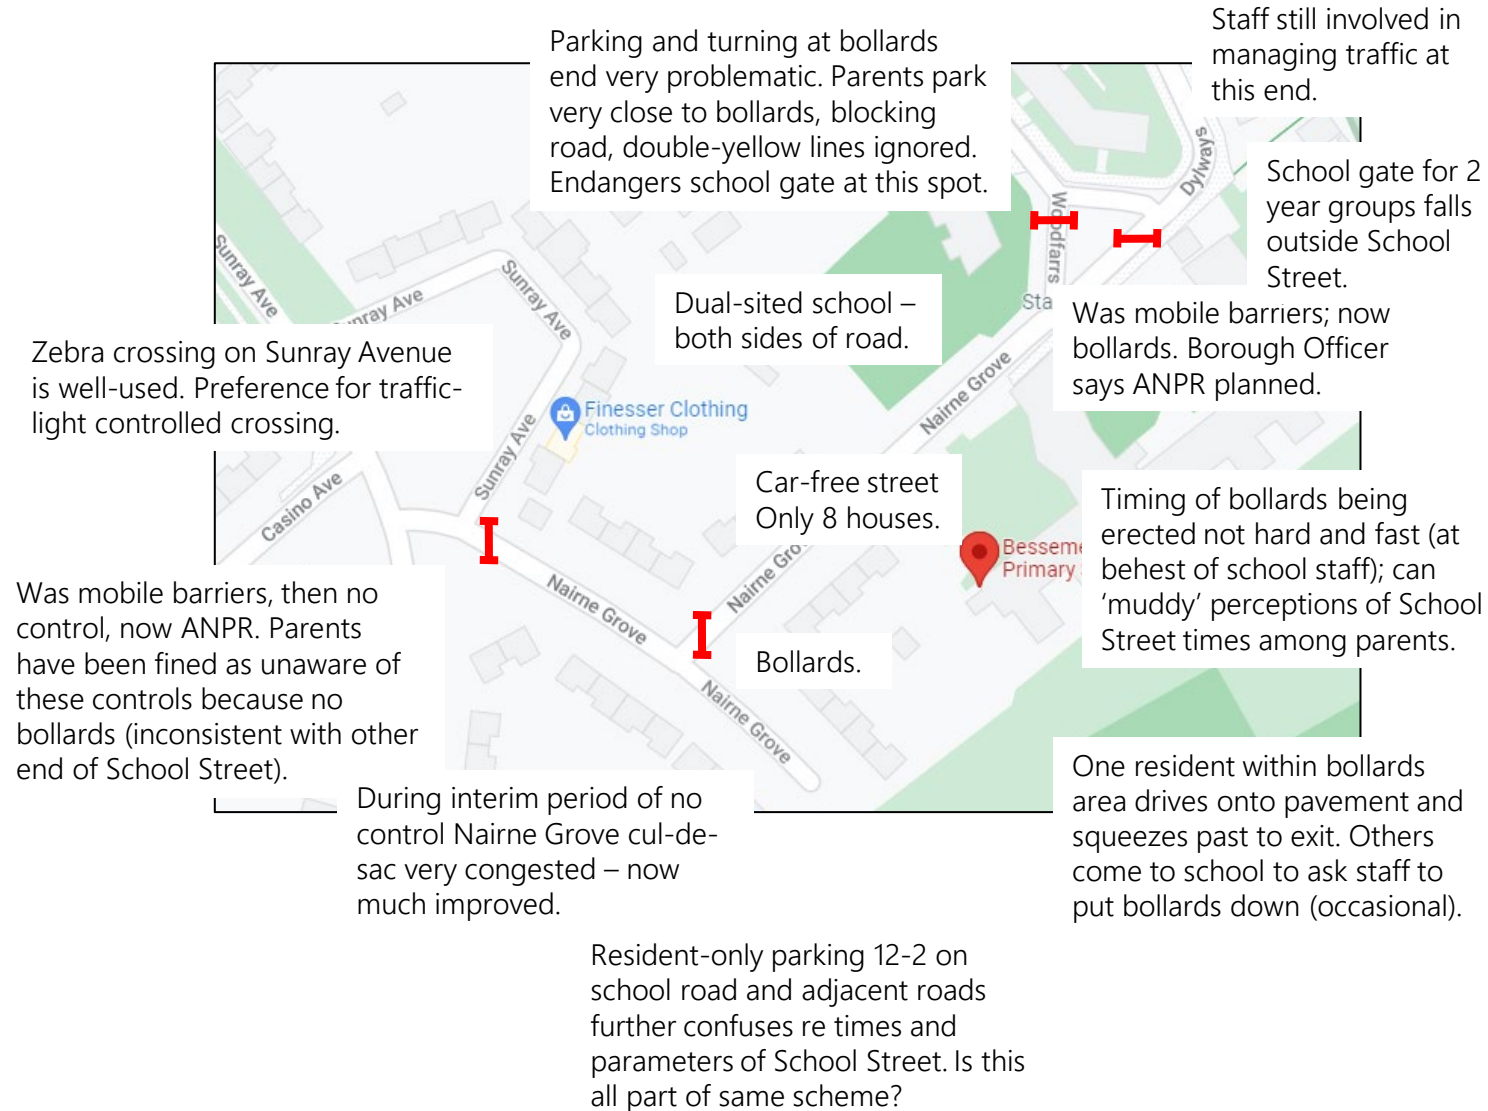 Staff still involved in
managing traffic at
this end.
Parking and turning at bollards
end very problematic. Parents park
very close to bollards, blocking
road, double-yellow lines ignored.
Endangers school gate at this spot.
School gate for 2
year groups falls
outside School
Street.
Dylways
Woodfarrs
Sunray Ave
Sunray Ave
Sunray Ave
Sunray Ave
Dual-sited school –
both sides of road.
Sta
Was mobile barriers; now
bollards. Borough Officer
says ANPR planned.
Zebra crossing on Sunray Avenue
is well-used. Preference for traffic-
light controlled crossing.
Nairne Grove
Finesser Clothing
Clothing Shop
Casino Ave
Car-free street
Only 8 houses.
Timing of bollards being
erected not hard and fast (at
behest of school staff); can
‘muddy’ perceptions of School
Street times among parents.
Besseme
Primary
Nairne Gro
Nairne Grove
Was mobile barriers, then no
control, now ANPR. Parents
have been fined as unaware of
these controls because no
bollards (inconsistent with other
end of School Street).
Bollards.
Nairne Grove
One resident within bollards
area drives onto pavement and
squeezes past to exit. Others
come to school to ask staff to
put bollards down (occasional).
During interim period of no
control Nairne Grove cul-de-
sac very congested – now
much improved.
Resident-only parking 12-2 on
school road and adjacent roads
further confuses re times and
parameters of School Street. Is this
all part of same scheme?